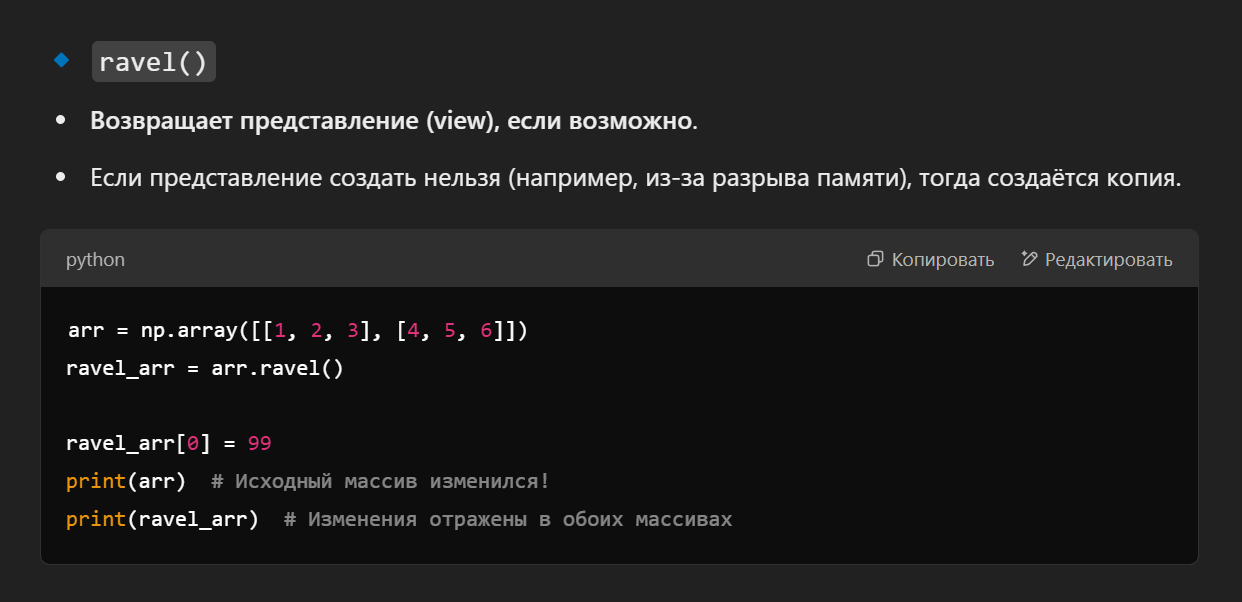 ravel()
Возвращает представление (view), если возможно.
Если представление создать нельзя (например, из-за разрыва памяти), тогда создаётся копия.
python Копировать Редактировать
arr = np.array([[1, 2, 3], [4, 5, 6]])
ravel_arr = arr.ravel()
ravel_arr[0] = 99
print(arr)  # Исходный массив изменился!
print(ravel_arr)  # Изменения отражены в обоих массивах